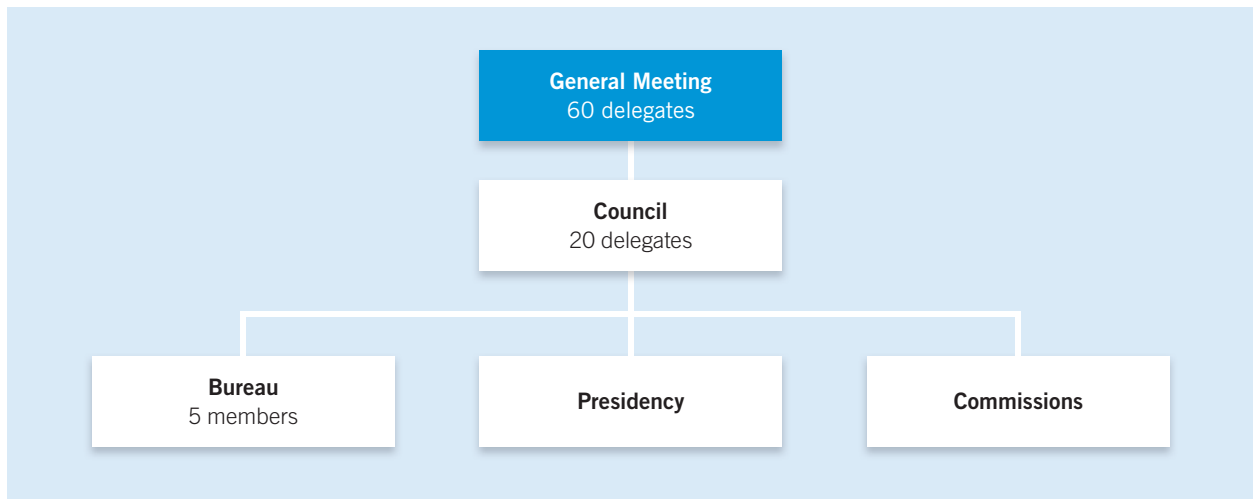 General Meeting
60 delegates
Council
20 delegates
Bureau
5 members
Presidency
Commissions